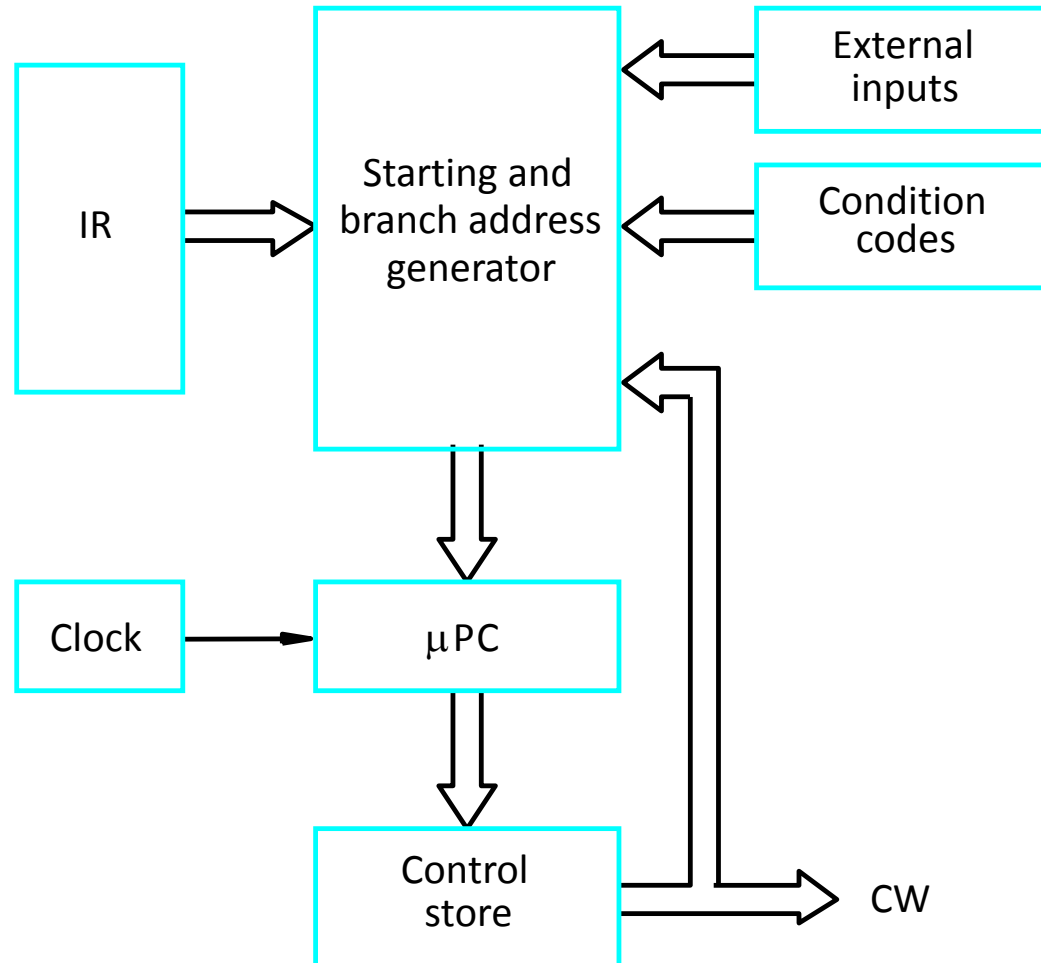 External
inputs
IR
Starting and
branch address
generator
Condition
codes
Clock
μPC
Control
store
CW